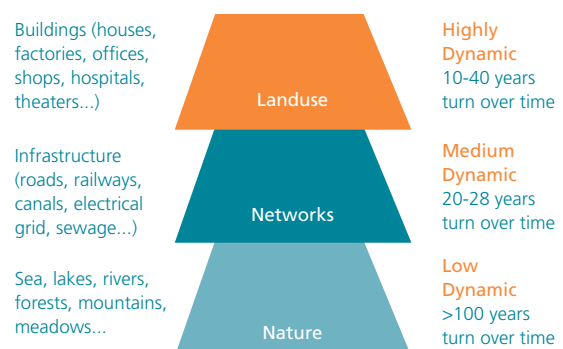 Buildings (houses,
factories, offices,
shops, hospitals,
theaters...)
Landuse
Highly
Dynamic
10-40 years
turn over time
Infrastructure
(roads, railways,
canals, electrical
grid, sewage...)
Networks
Medium
Dynamic
20-28 years
turn over time
Sea, lakes, rivers,
forests, mountains,
meadows...
Nature
Low
Dynamic
>100 years
turn over time